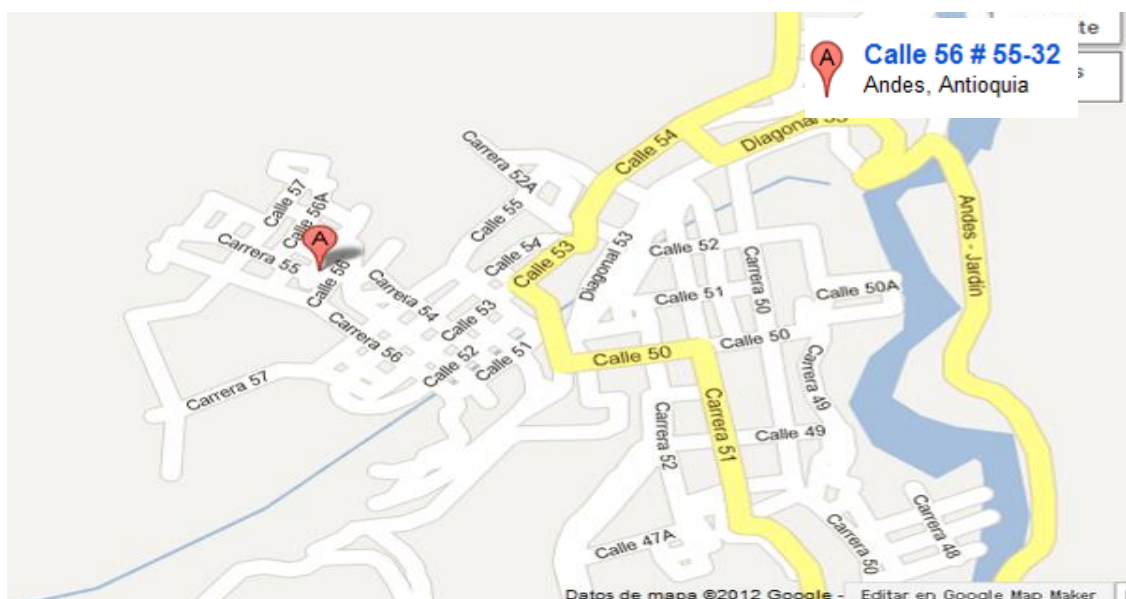 te
A
Calle 56 # 55-32
s
Andes, Antioquia
Calle 54
Diagonal
Carrera 52A
Calle 57
Calle 56A
Calle 55
Andes - Jardín
A
Carrera 55
Calle 54
Calle 53
Diagonal 53
Calle 52
Calle 56
Carrera 54
Carrera 50
Calle 51
Calle 50A
Calle 53
Carrera 56
Calle 50
Calle 50
Calle 52
Calle 51
Carrera 57
Carrera 49
Carrera 51
Calle 49
Carrera 52
Carrera 48
Carrera 50
Calle 47A
Datos de mapa ©2012 Google -
Editar en Google Map Maker